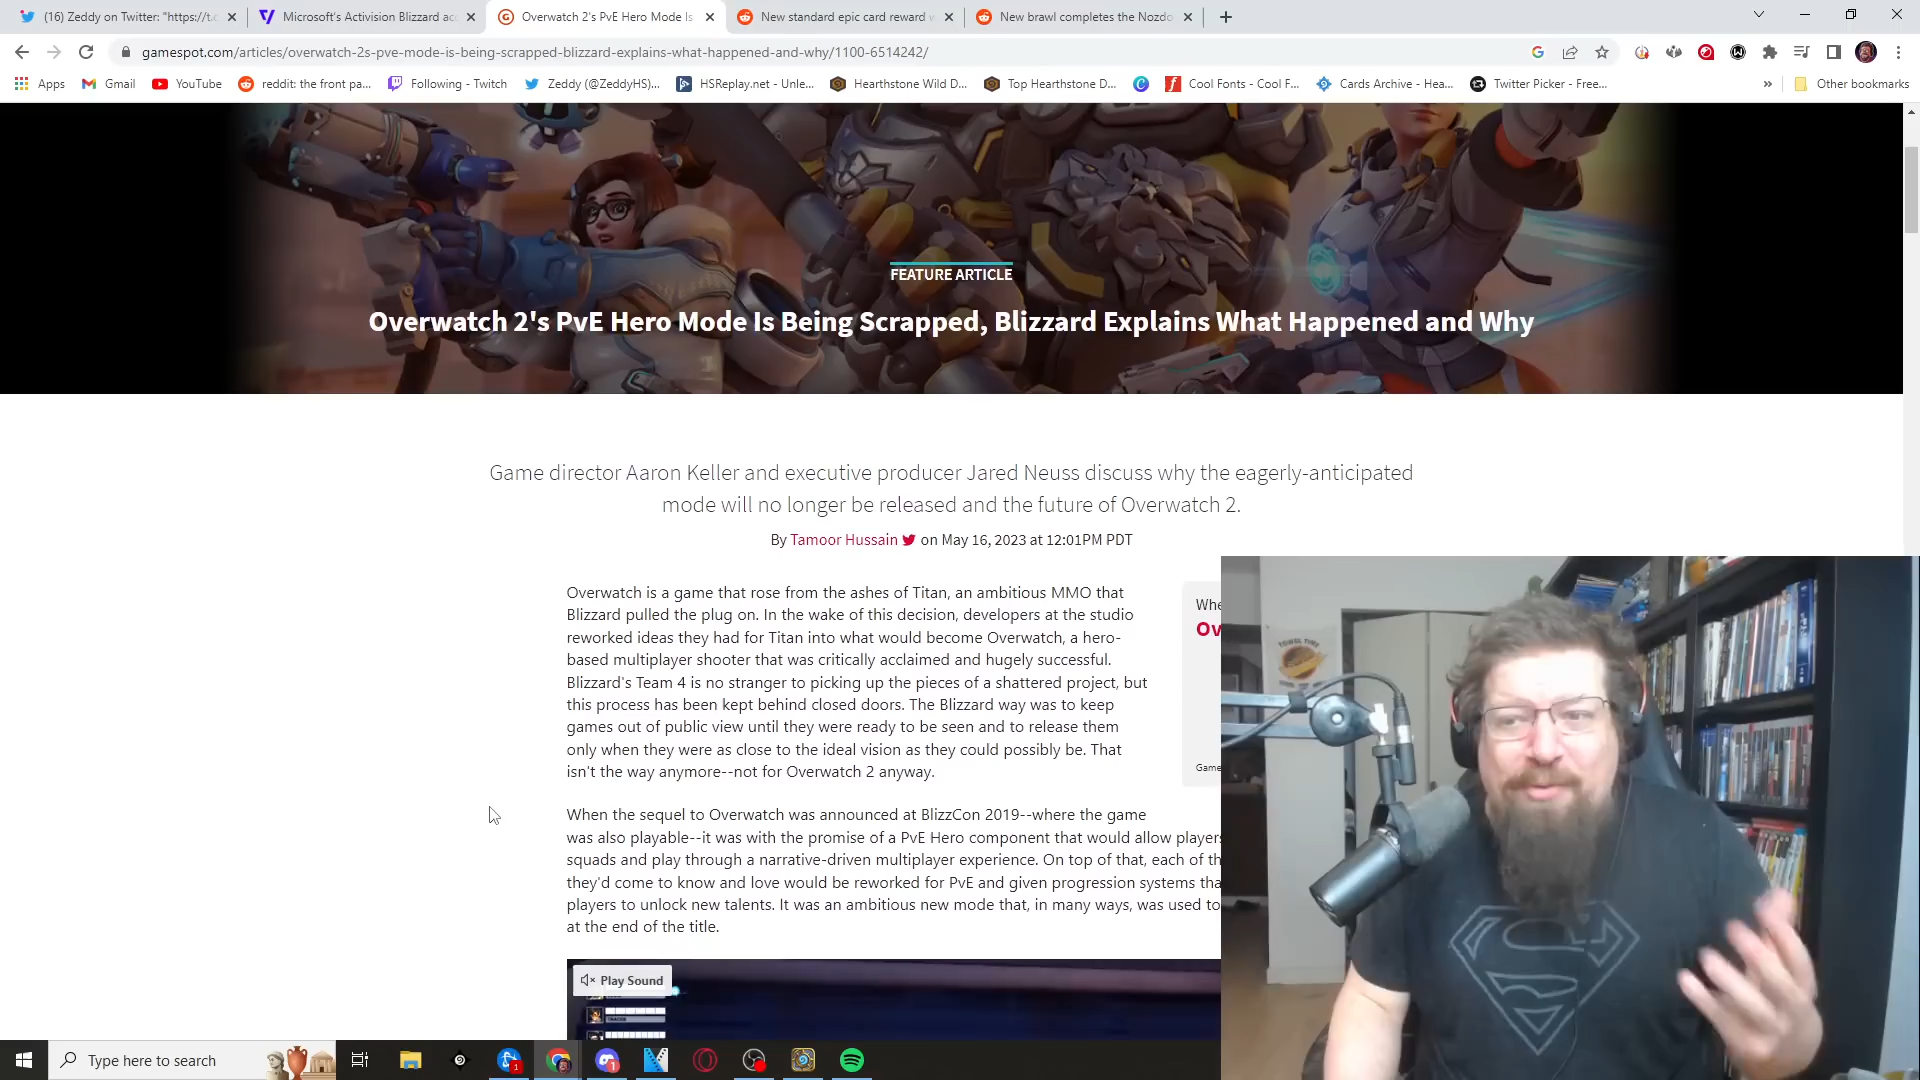 (16) Zeddy on Twitter: "https://t.c
Microsoft's Activision Blizzard ac
Overwatch 2's PvE Hero Mode Is
New standard epic card reward w
New brawl completes the Nozdo
gamespot.com/articles/overwatch-2s-pve-mode-is-being-scrapped-blizzard-explains-what-happened-and-why/1100-6514242/
Apps
Gmail
YouTube
reddit: the front pa...
Following - Twitch
Zeddy (@ZeddyHS)...
HSReplay.net - Unle...
Hearthstone Wild D...
Top Hearthstone D...
Cool Fonts - Cool F...
Cards Archive - Hea...
Twitter Picker - Free...
»
Other bookmarks
FEATURE ARTICLE
Overwatch 2's PvE Hero Mode Is Being Scrapped, Blizzard Explains What Happened and Why
Game director Aaron Keller and executive producer Jared Neuss discuss why the eagerly-anticipated
mode will no longer be released and the future of Overwatch 2.
By Tamoor Hussain on May 16, 2023 at 12:01PM PDT
Overwatch is a game that rose from the ashes of Titan, an ambitious MMO that
Blizzard pulled the plug on. In the wake of this decision, developers at the studio
reworked ideas they had for Titan into what would become Overwatch, a hero-
based multiplayer shooter that was critically acclaimed and hugely successful.
Blizzard's Team 4 is no stranger to picking up the pieces of a shattered project, but
this process has been kept behind closed doors. The Blizzard way was to keep
games out of public view until they were ready to be seen and to release them
only when they were as close to the ideal vision as they could possibly be. That
isn't the way anymore--not for Overwatch 2 anyway.
Whe
Ov
Game
When the sequel to Overwatch was announced at BlizzCon 2019--where the game
was also playable--it was with the promise of a PvE Hero component that would allow players
squads and play through a narrative-driven multiplayer experience. On top of that, each of th
they'd come to know and love would be reworked for PvE and given progression systems tha
players to unlock new talents. It was an ambitious new mode that, in many ways, was used to
at the end of the title.
Play Sound
TRACER
Type here to search